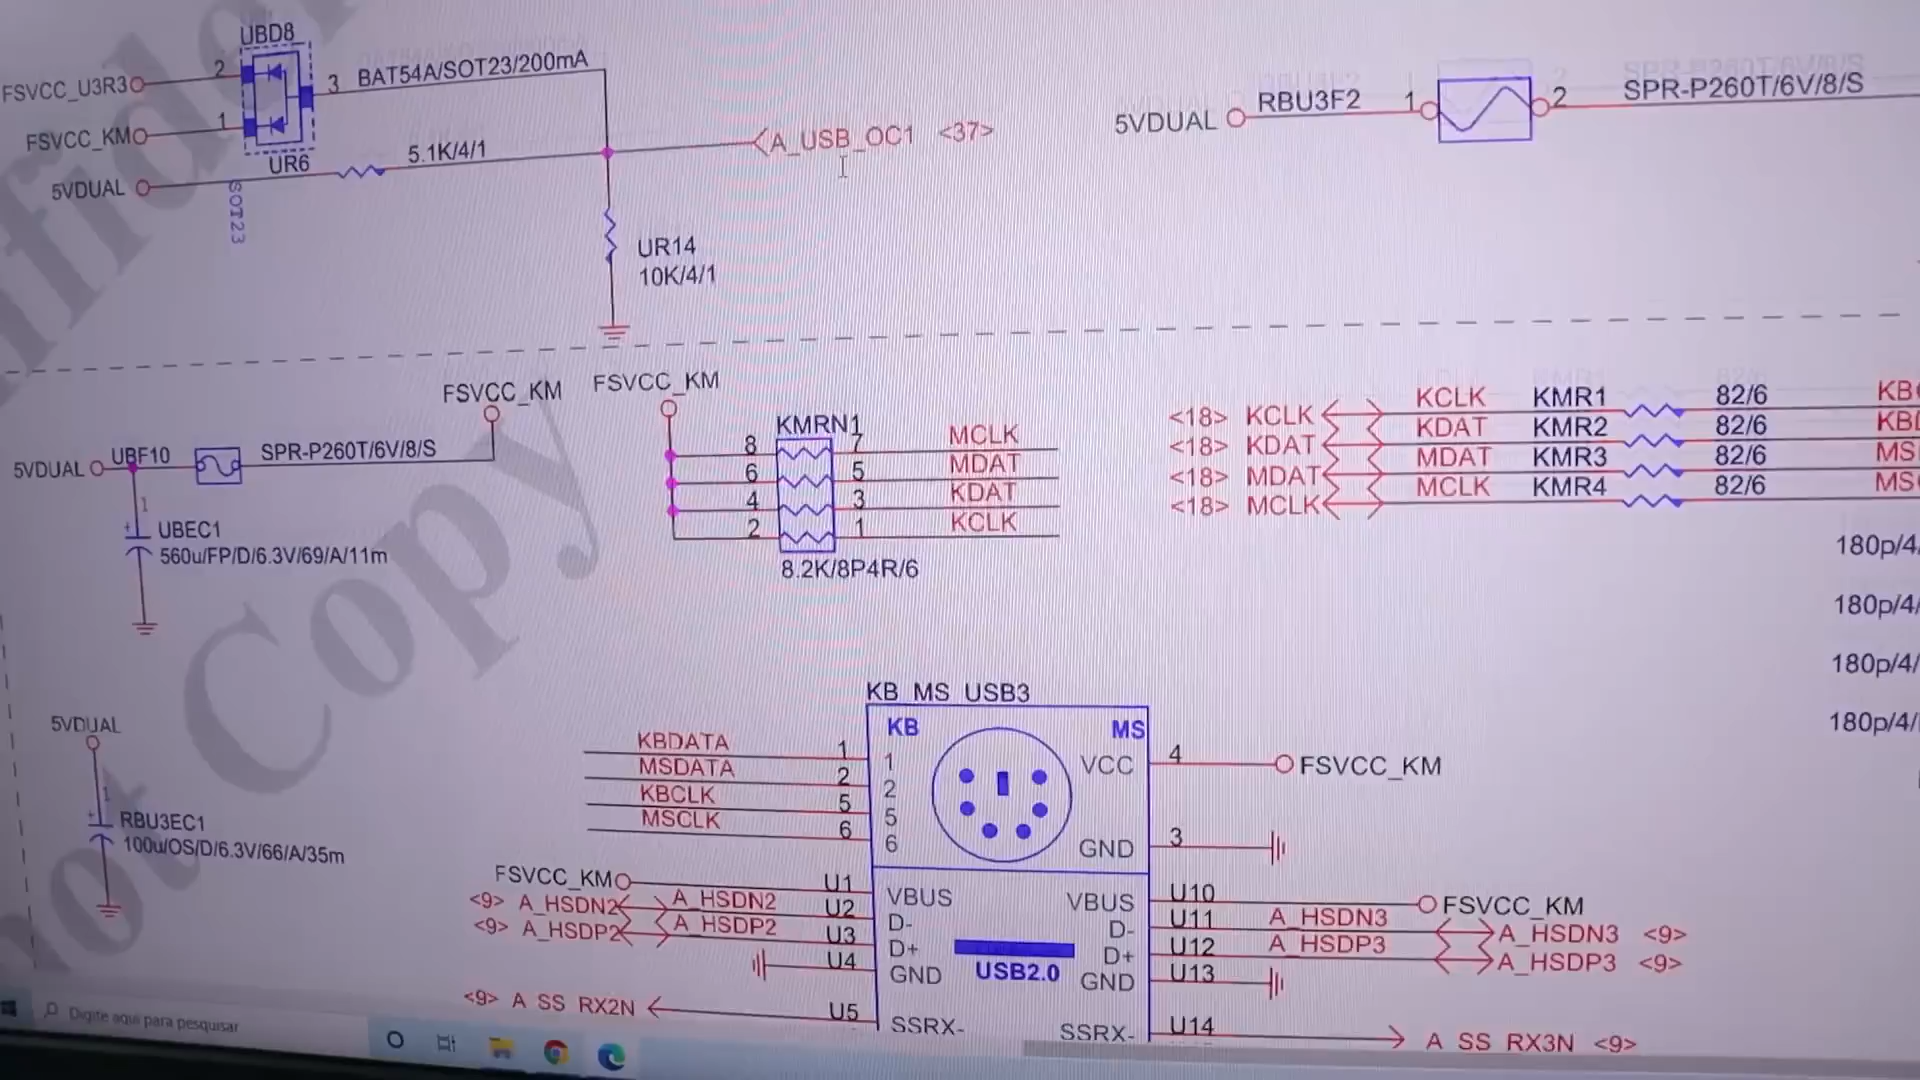 UBD8
FSVCC_U3R3
2
3
BAT54A/SOT23/200mA
FSVCC_KM
1
UR6
5.1K/4/1
5VDUAL
SOT23
A_USB_OC1 <37>
UR14
10K/4/1
5VDUAL
RBU3F2
1
2
SPR-P260T/6V/8/S
FSVCC_KM
5VDUAL
UBF10
SPR-P260T/6V/8/S
1
UBEC1
560u/FP/D/6.3V/69/A/11m
FSVCC_KM
KMRN1
8 7 MCLK
6 5 MDAT
4 3 KDAT
2 1 KCLK
8.2K/8P4R/6
<18> KCLK KCLK KMR1 82/6
<18> KDAT KDAT KMR2 82/6
<18> MDAT MDAT KMR3 82/6
<18> MCLK MCLK KMR4 82/6
180p/4/
180p/4/
180p/4/
180p/4/
5VDUAL
1
RBU3EC1
100u/OS/D/6.3V/66/A/35m
KB_MS_USB3
KB MS
KBDATA 1 1
MSDATA 2 2
KBCLK 5 5
MSCLK 6 6
VCC 4 FSVCC_KM
GND 3
FSVCC_KM U1 VBUS
<9> A_HSDN2 A_HSDN2 U2 D-
<9> A_HSDP2 A_HSDP2 U3 D+
U4 GND
<9> A_SS_RX2N U5 SSRX-
USB2.0
VBUS U10 FSVCC_KM
D- U11 A_HSDN3 A_HSDN3 <9>
D+ U12 A_HSDP3 A_HSDP3 <9>
GND U13
SSRX- U14 A_SS_RX3N <9>
Copy
Digite aqui para pesquisar